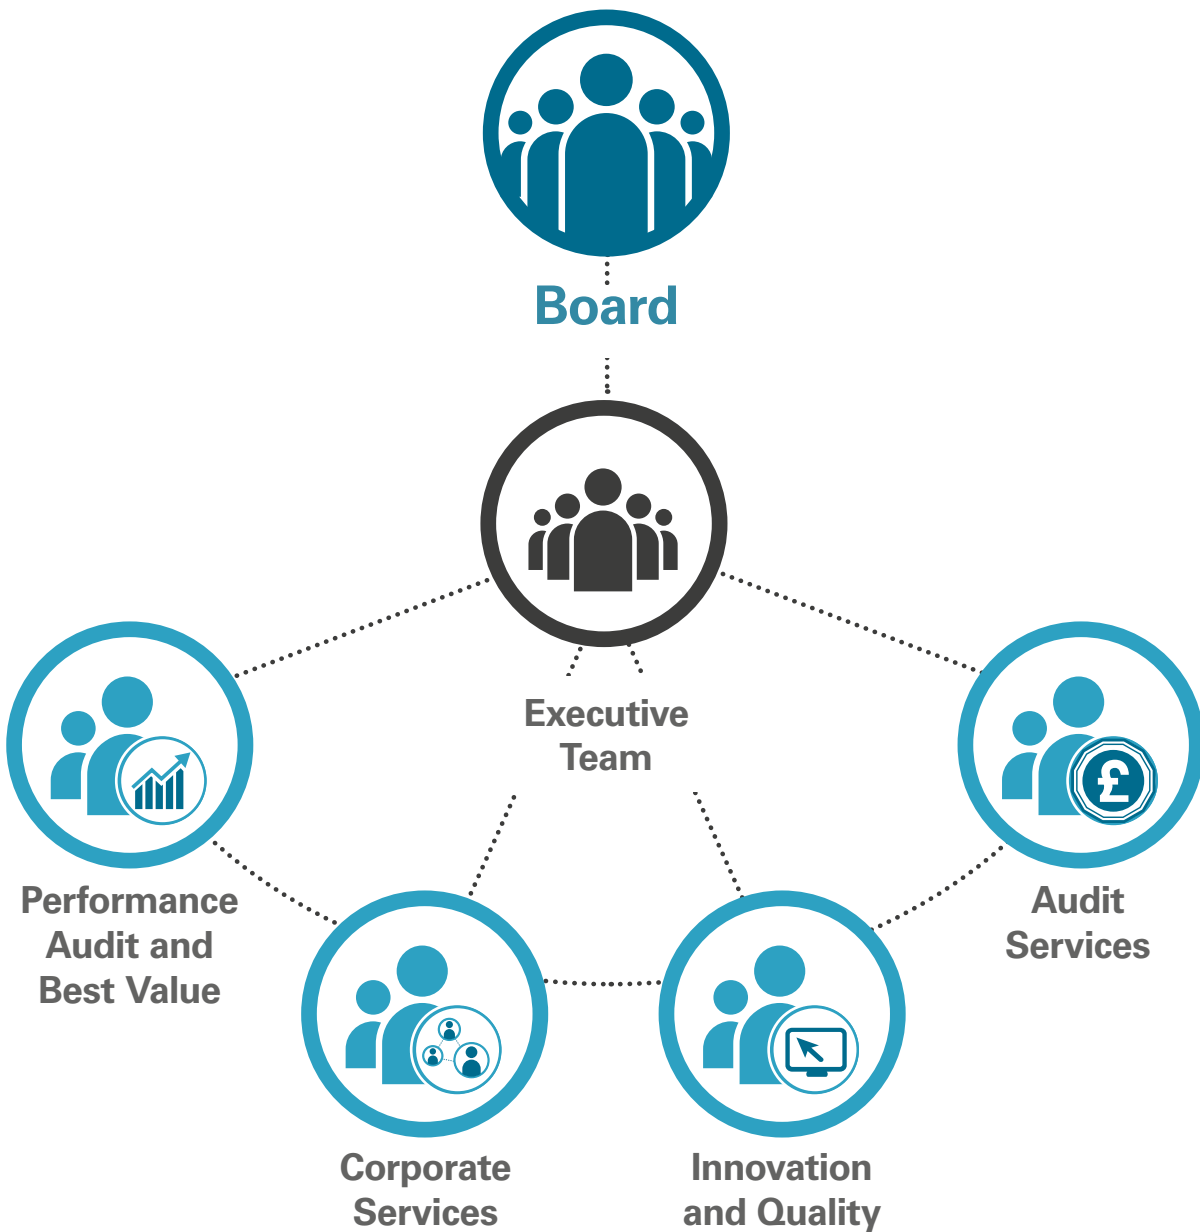 Board
Executive
Team
Performance
Audit and
Best Value
£
Audit
Services
Corporate
Services
Innovation
and Quality